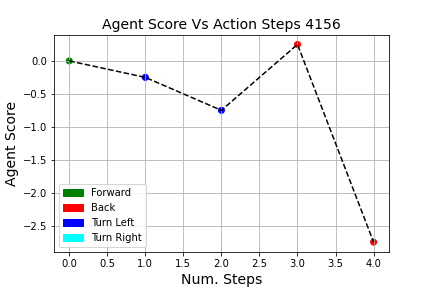 Agent Score Vs Action Steps 4156
Agent Score
0.0
−0.5
−1.0
−1.5
−2.0
−2.5
Forward
Back
Turn Left
Turn Right
0.0 0.5 1.0 1.5 2.0 2.5 3.0 3.5 4.0
Num. Steps